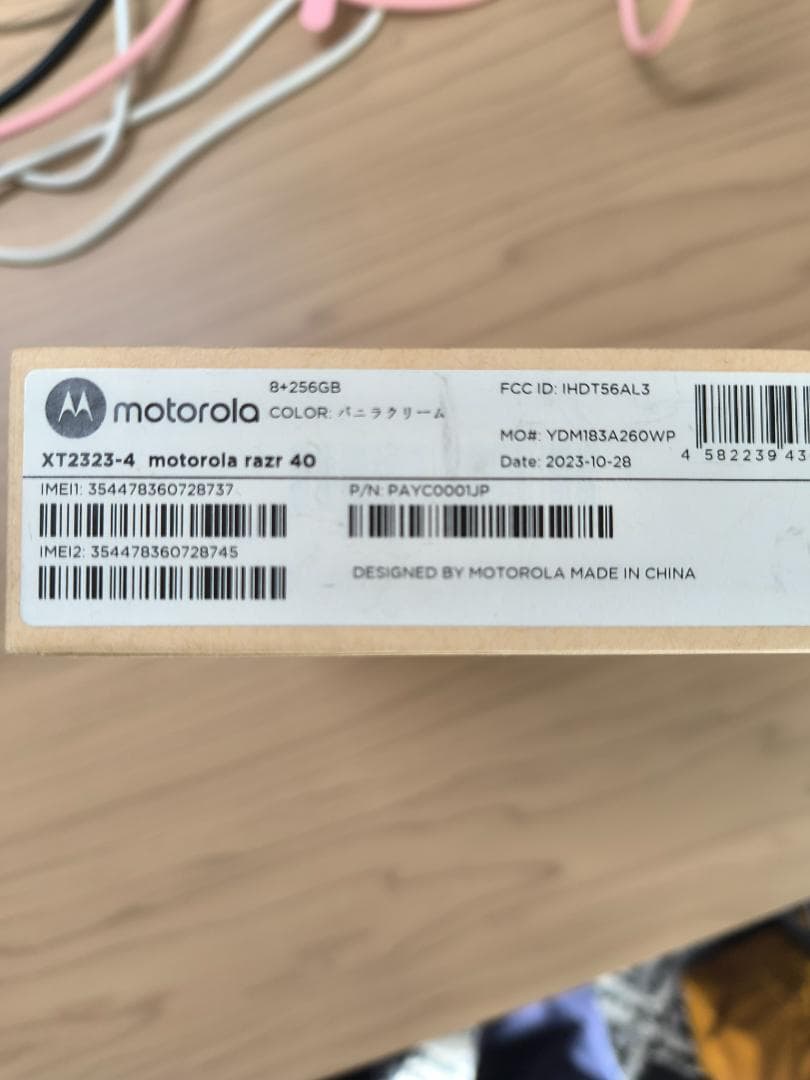 motorola
8+256GB
COLOR: バニラクリーム
XT2323-4 motorola razr 40
FCC ID: IHDT56AL3
MO#: YDM183A260WP
Date: 2023-10-28
4 582239 43
IMEI1: 354478360728737
IMEI2: 354478360728745
P/N: PAYC0001JP
DESIGNED BY MOTOROLA MADE IN CHINA